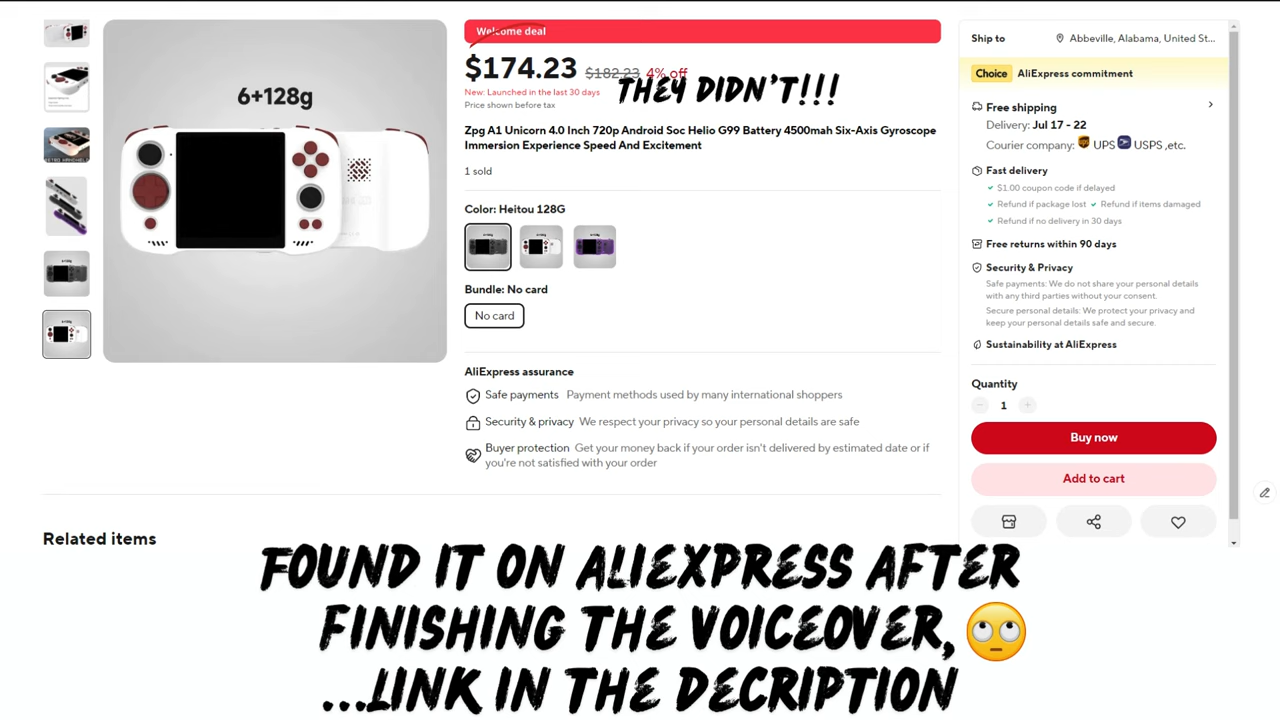 Welcome deal
$174.23 $182.23 4% off
New: Launched in the last 30 days
Price shown before tax
THEY DIDN'T!!!
6+128g
Zpg A1 Unicorn 4.0 Inch 720p Android Soc Helio G99 Battery 4500mah Six-Axis Gyroscope
Immersion Experience Speed And Excitement
1 sold
Color: Heitou 128G
Bundle: No card
No card
AliExpress assurance
Safe payments Payment methods used by many international shoppers
Security & privacy We respect your privacy so your personal details are safe
Buyer protection Get your money back if your order isn't delivered by estimated date or if
you're not satisfied with your order
Related items
Ship to Abbeville, Alabama, United St...
Choice AliExpress commitment
Free shipping
Delivery: Jul 17 - 22
Courier company: UPS USPS ,etc.
Fast delivery
$1.00 coupon code if delayed
Refund if package lost Refund if items damaged
Refund if no delivery in 30 days
Free returns within 90 days
Security & Privacy
Safe payments: We do not share your personal details
with any third parties without your consent.
Secure personal details: We protect your privacy and
keep your personal details safe and secure.
Sustainability at AliExpress
Quantity
1
Buy now
Add to cart
FOUND IT ON ALIEXPRESS AFTER
FINISHING THE VOICEOVER,
...LINK IN THE DECRIPTION